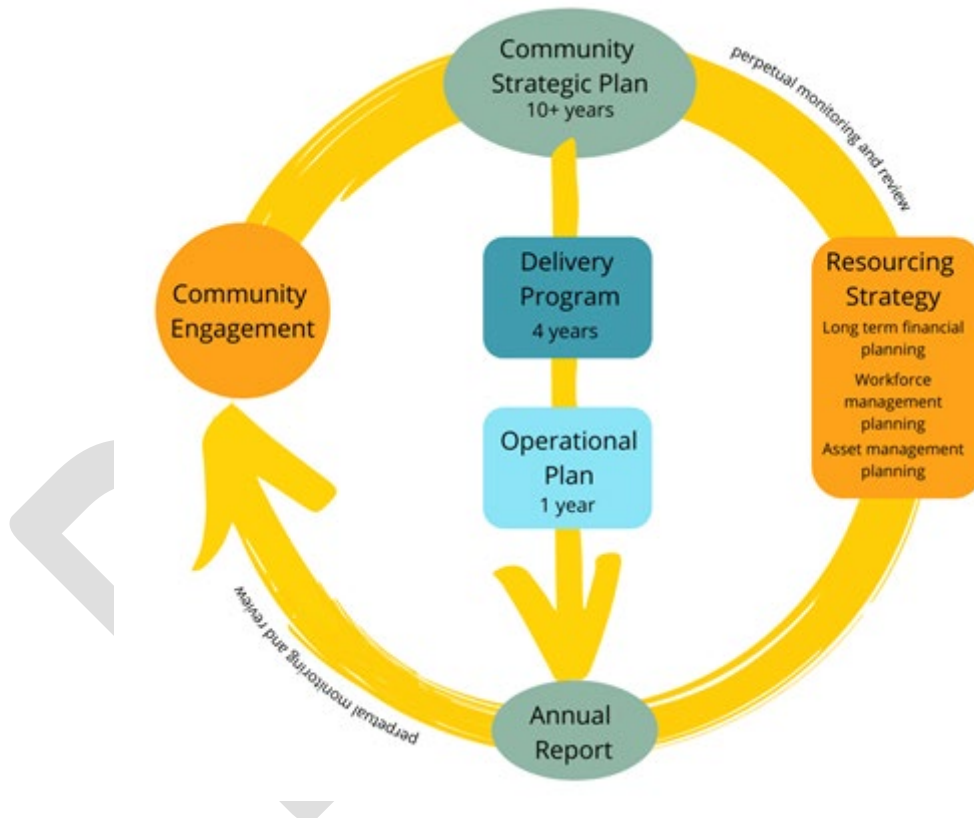 Community
Strategic Plan
10+ years
perpetual monitoring and review
Delivery
Program
4 years
Resourcing
Strategy
Long term financial
planning
Workforce
management
planning
Asset management
planning
Community
Engagement
Operational
Plan
1 year
perpetual monitoring and review
Annual
Report